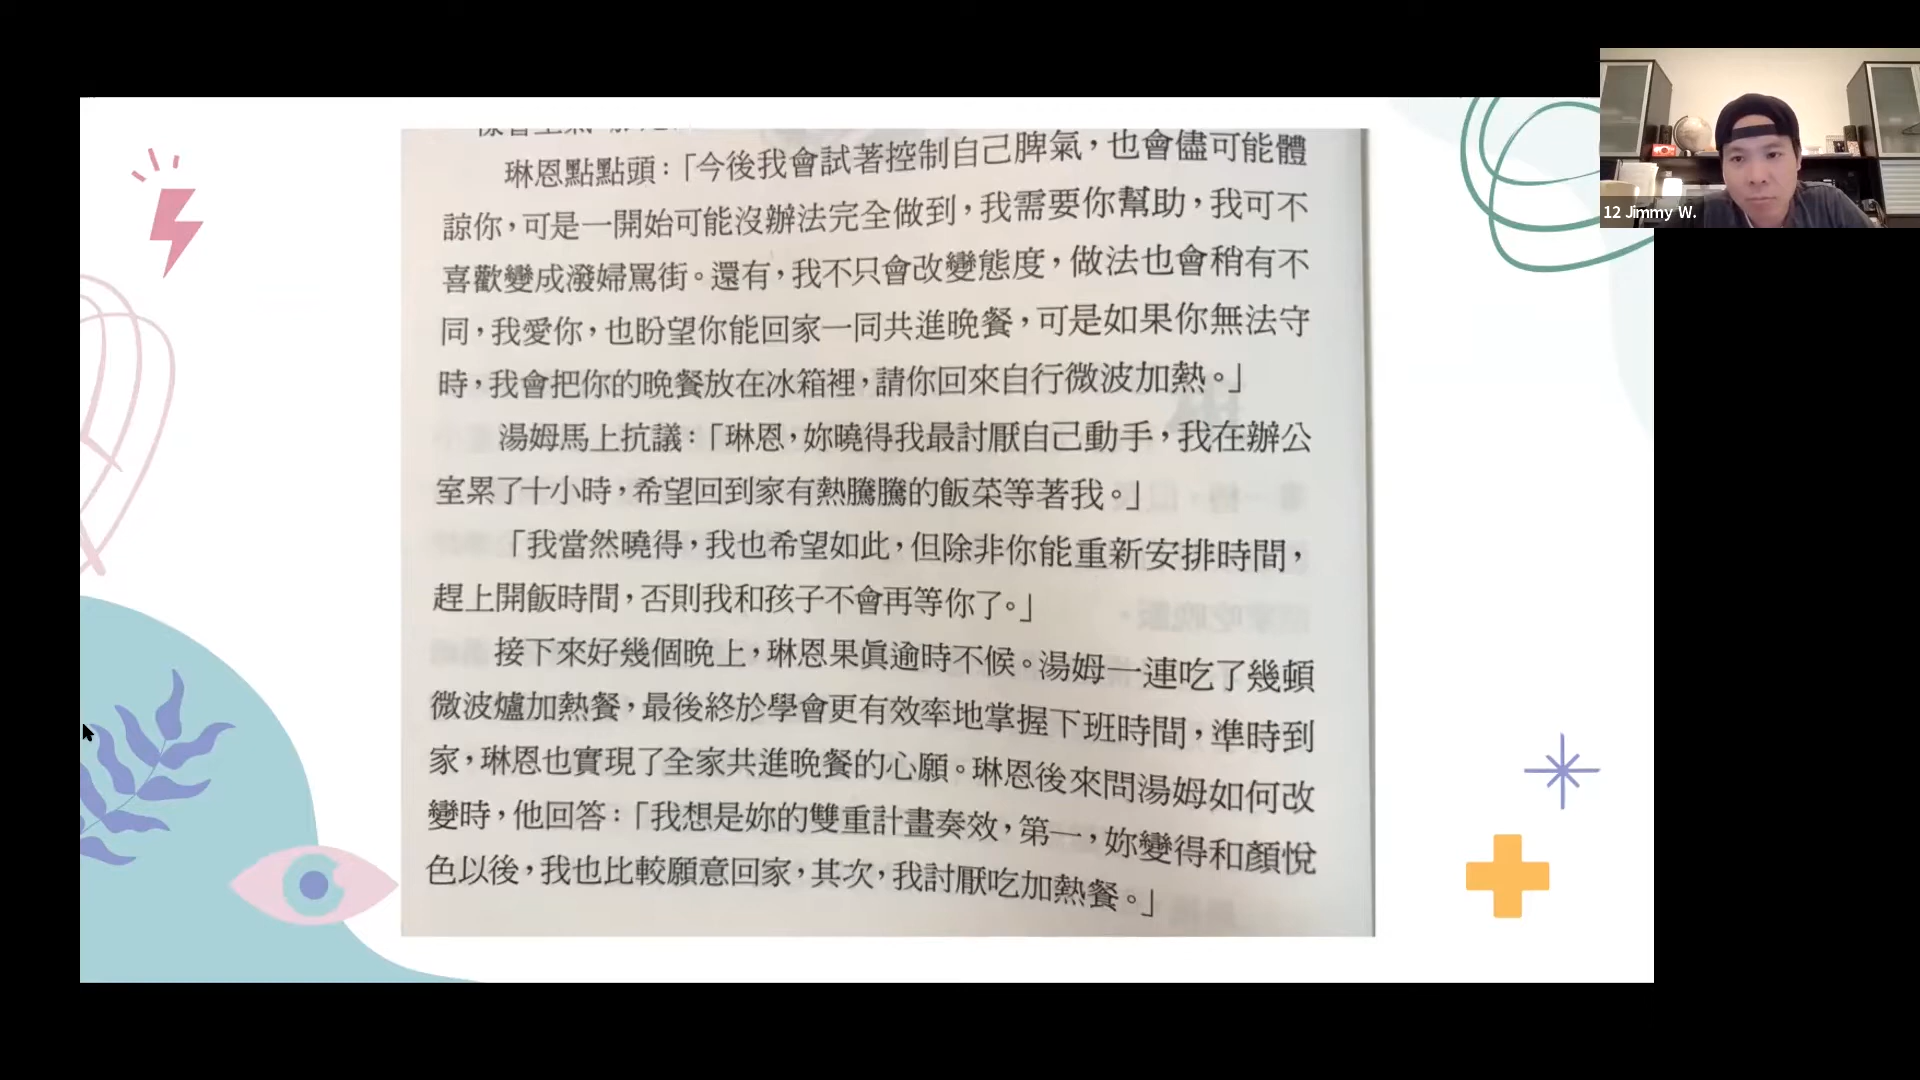 琳恩點點頭：「今後我會試著控制自己脾氣，也會儘可能體
諒你，可是一開始可能沒辦法完全做到，我需要你幫助，我可不
喜歡變成潑婦罵街。還有，我不只會改變態度，做法也會稍有不
同，我愛你，也盼望你能回家一同共進晚餐，可是如果你無法守
時，我會把你的晚餐放在冰箱裡，請你回來自行微波加熱。」
湯姆馬上抗議：「琳恩，妳曉得我最討厭自己動手，我在辦公
室累了十小時，希望回到家有熱騰騰的飯菜等著我。」
「我當然曉得，我也希望如此，但除非你能重新安排時間，
趕上開飯時間，否則我和孩子不會再等你了。」
接下來好幾個晚上，琳恩果眞逾時不候。湯姆一連吃了幾頓
微波爐加熱餐，最後終於學會更有效率地掌握下班時間，準時到
家，琳恩也實現了全家共進晚餐的心願。琳恩後來問湯姆如何改
變時，他回答：「我想是妳的雙重計畫奏效，第一，妳變得和顏悅
色以後，我也比較願意回家，其次，我討厭吃加熱餐。」
12 Jimmy W.